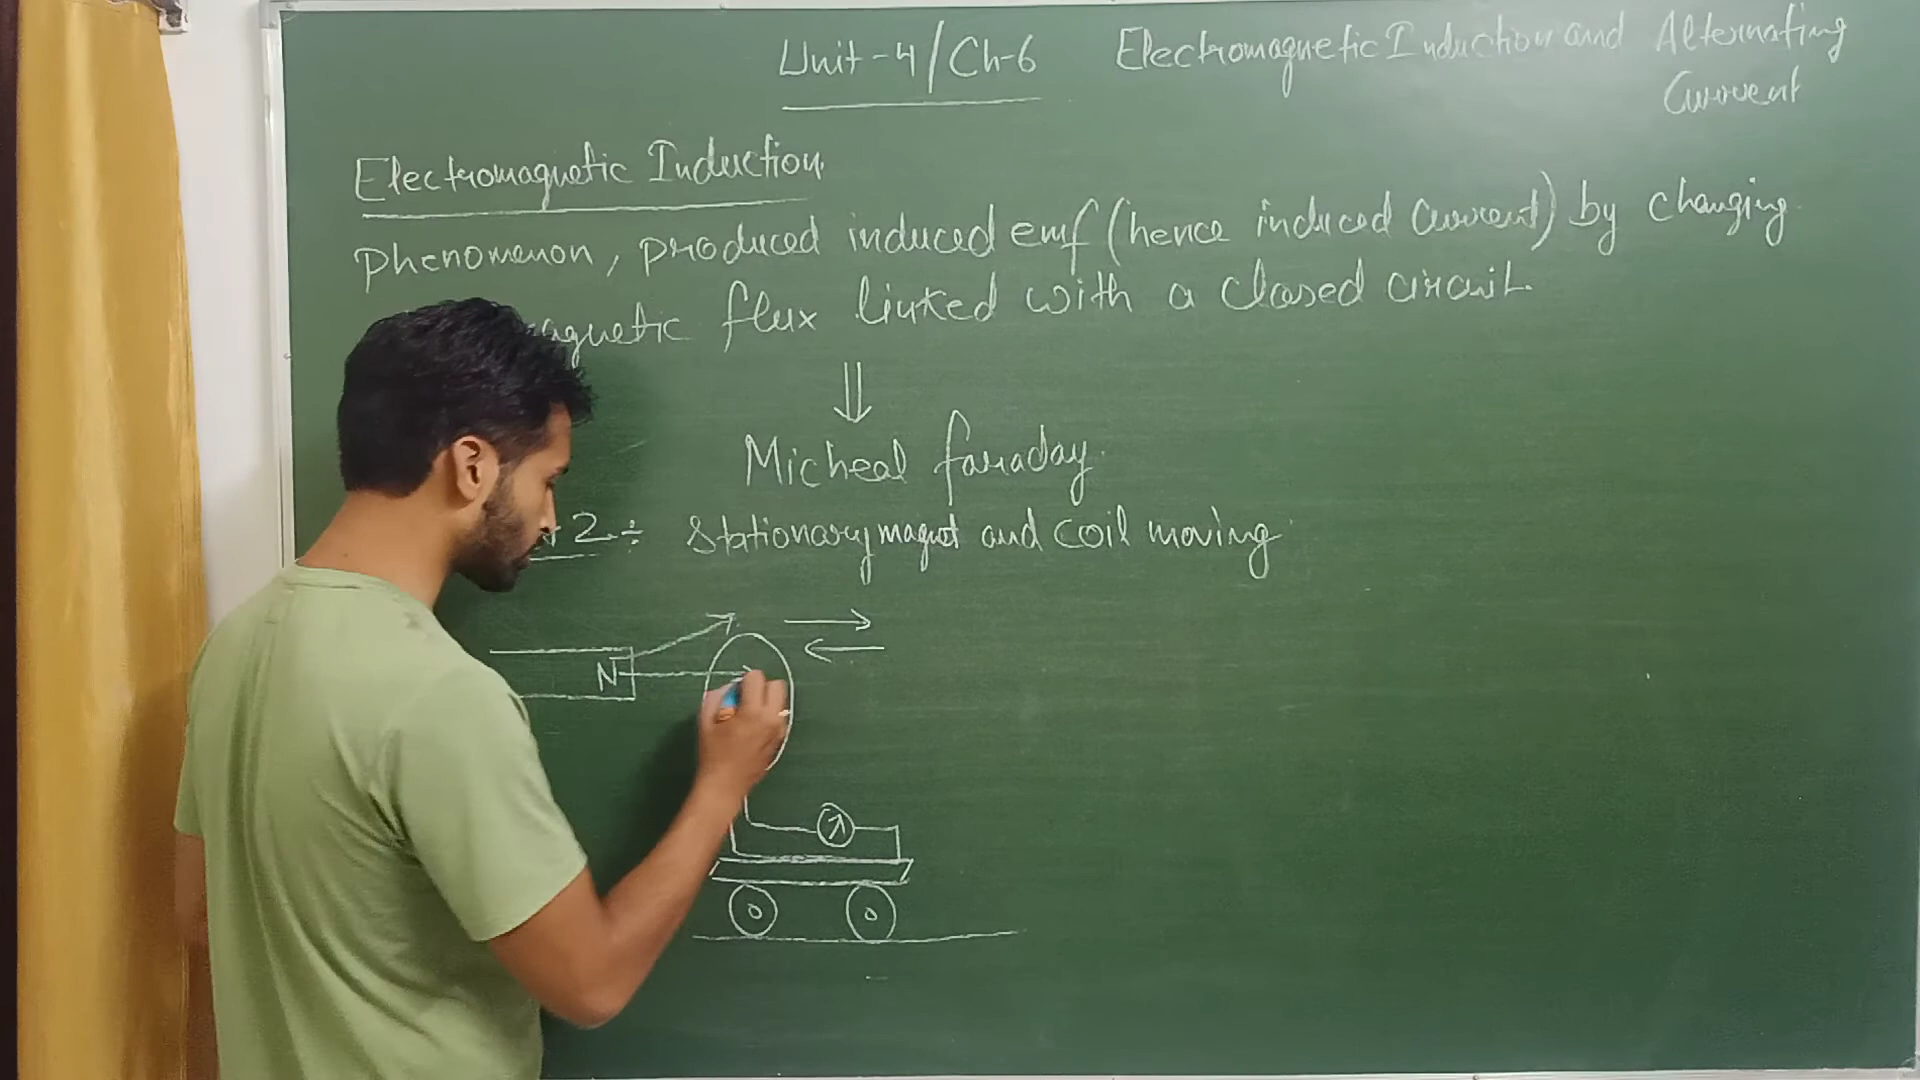 Unit-4/Ch-6 Electromagnetic Induction and Alternating
Current
Electromagnetic Induction
Phenomenon, produced induced emf (hence induced current) by changing
magnetic flux linked with a closed circuit.
⇓
Micheal faraday.
2 ÷ Stationary magnet and coil moving
N